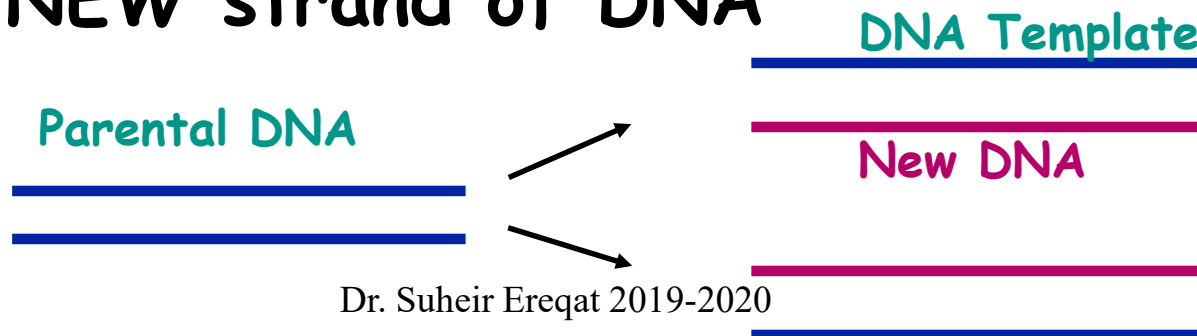 NEW strand of DNA
DNA Template
Parental DNA
New DNA
Dr. Suheir Ereqat 2019-2020